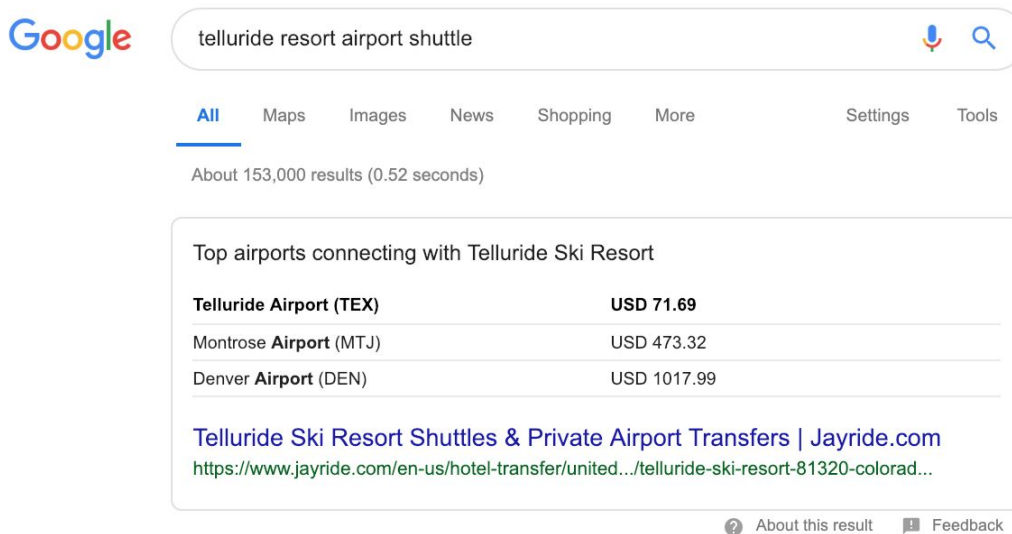 Google
telluride resort airport shuttle
All Maps Images News Shopping More Settings Tools
About 153,000 results (0.52 seconds)
Top airports connecting with Telluride Ski Resort
Telluride Airport (TEX) USD 71.69
Montrose Airport (MTJ) USD 473.32
Denver Airport (DEN) USD 1017.99
Telluride Ski Resort Shuttles & Private Airport Transfers | Jayride.com
https://www.jayride.com/en-us/hotel-transfer/united.../telluride-ski-resort-81320-colorad...
About this result Feedback